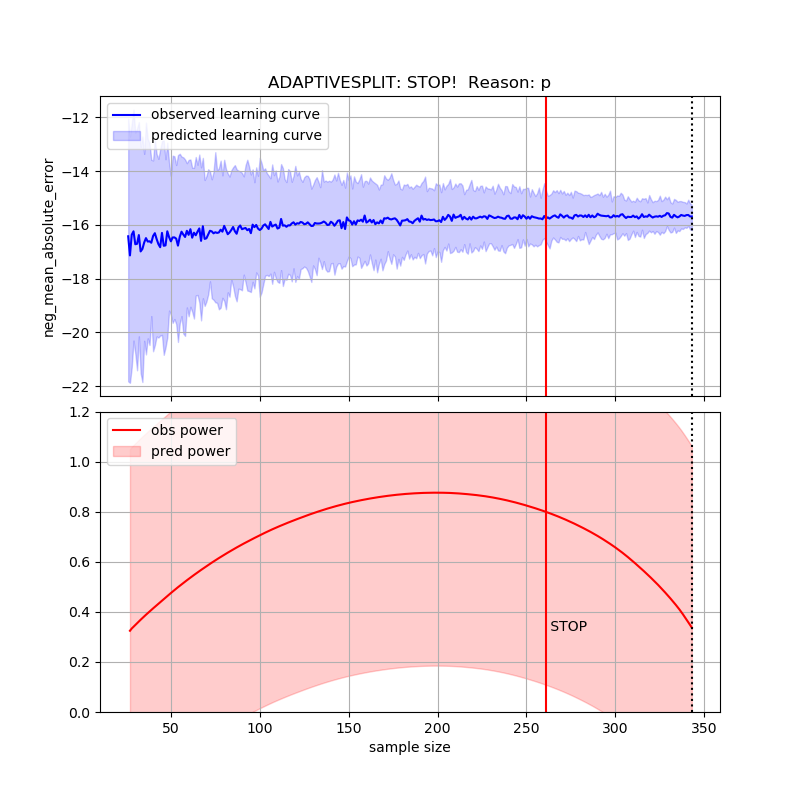 ADAPTIVESPLIT: STOP!  Reason: p
observed learning curve
predicted learning curve
neg_mean_absolute_error
−12
−14
−16
−18
−20
−22
obs power
pred power
1.2
1.0
0.8
0.6
0.4
0.2
0.0
STOP
50 100 150 200 250 300 350
sample size